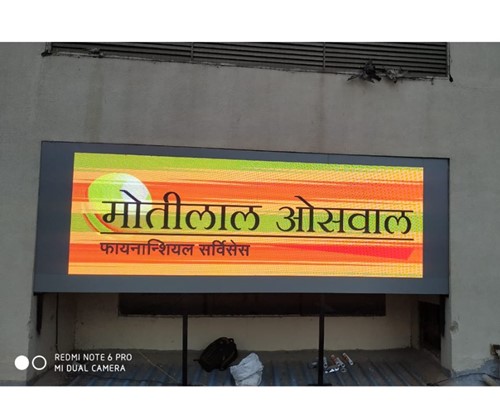 मोतीलाल ओसवाल
फायनान्शियल सर्विसेस
REDMI NOTE 6 PRO
MI DUAL CAMERA